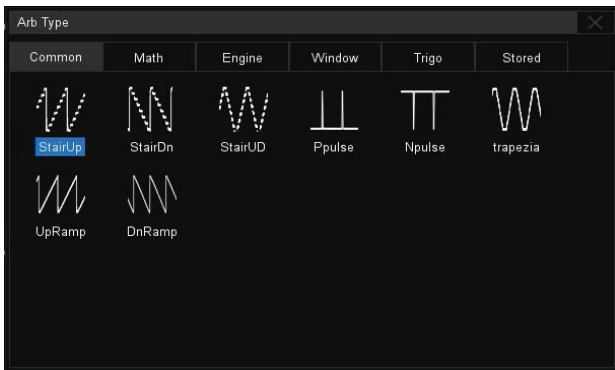 Arb Type
Common Math Engine Window Trigo Stored
StairUp StairDn StairUD Ppulse Npulse trapezia
UpRamp DnRamp